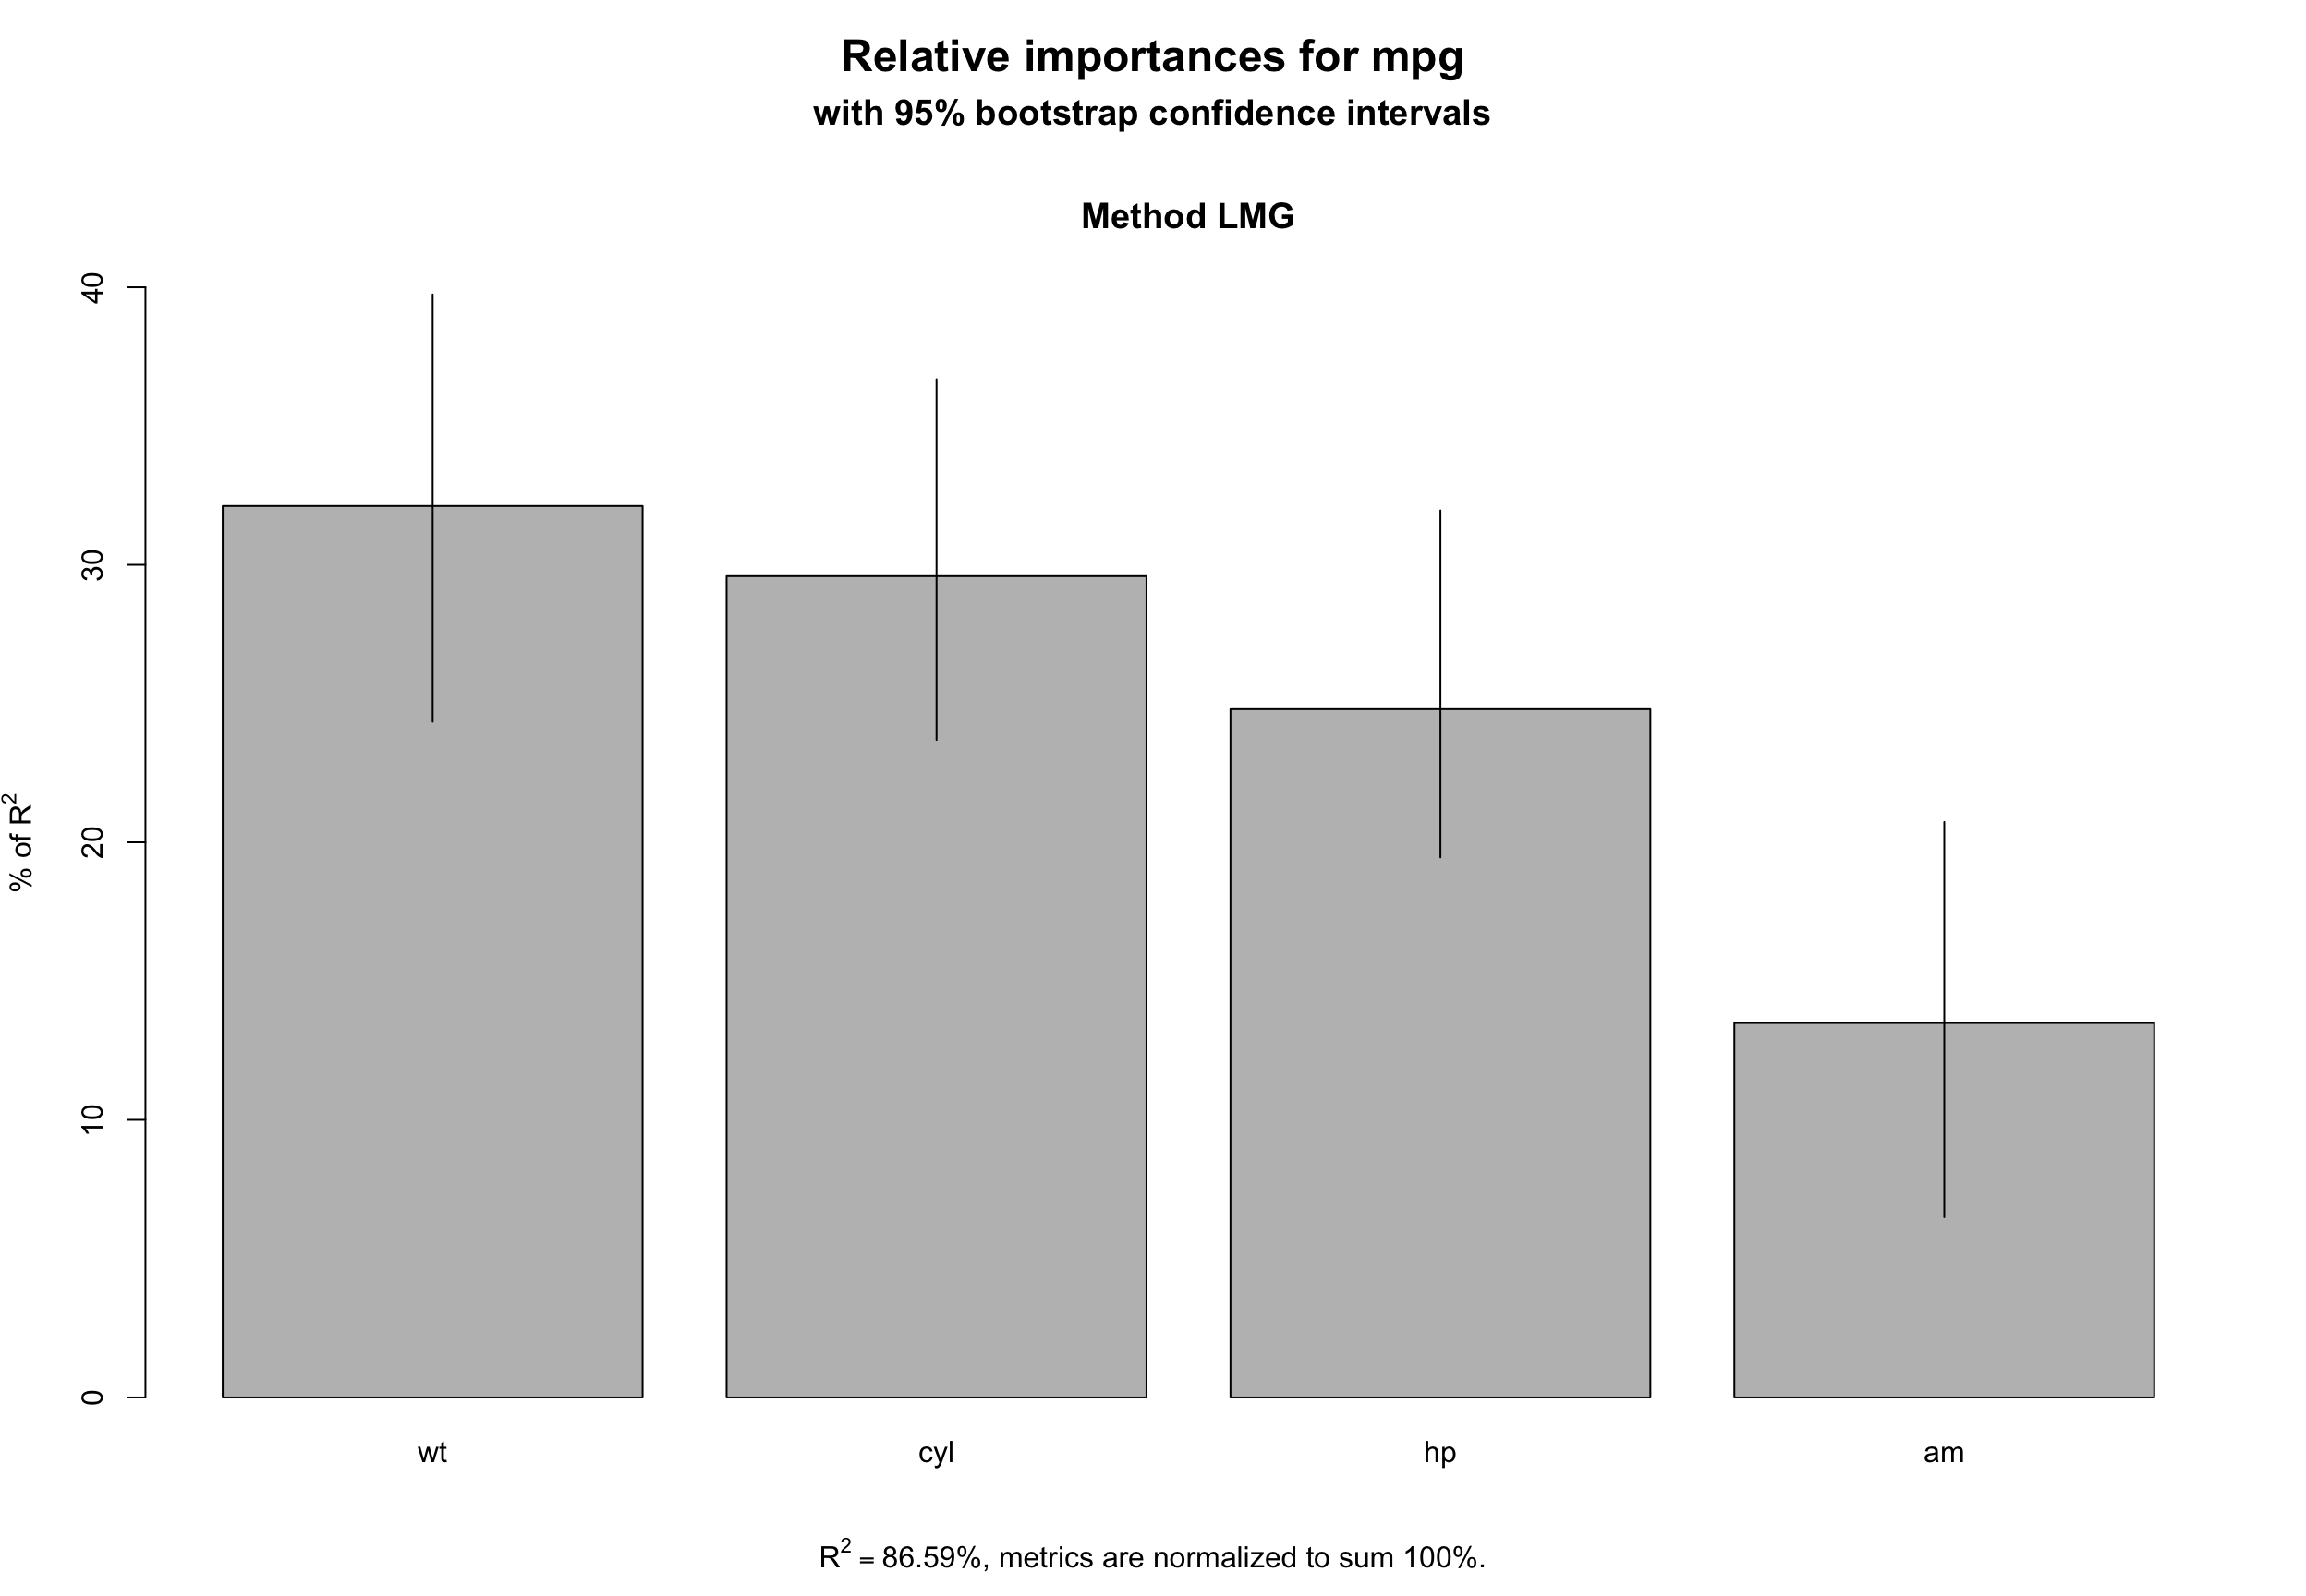 Relative importances for mpg
with 95% bootstrap confidence intervals
Method LMG
% of R²
40
30
20
10
0
wt
cyl
hp
am
R² = 86.59%, metrics are normalized to sum 100%.